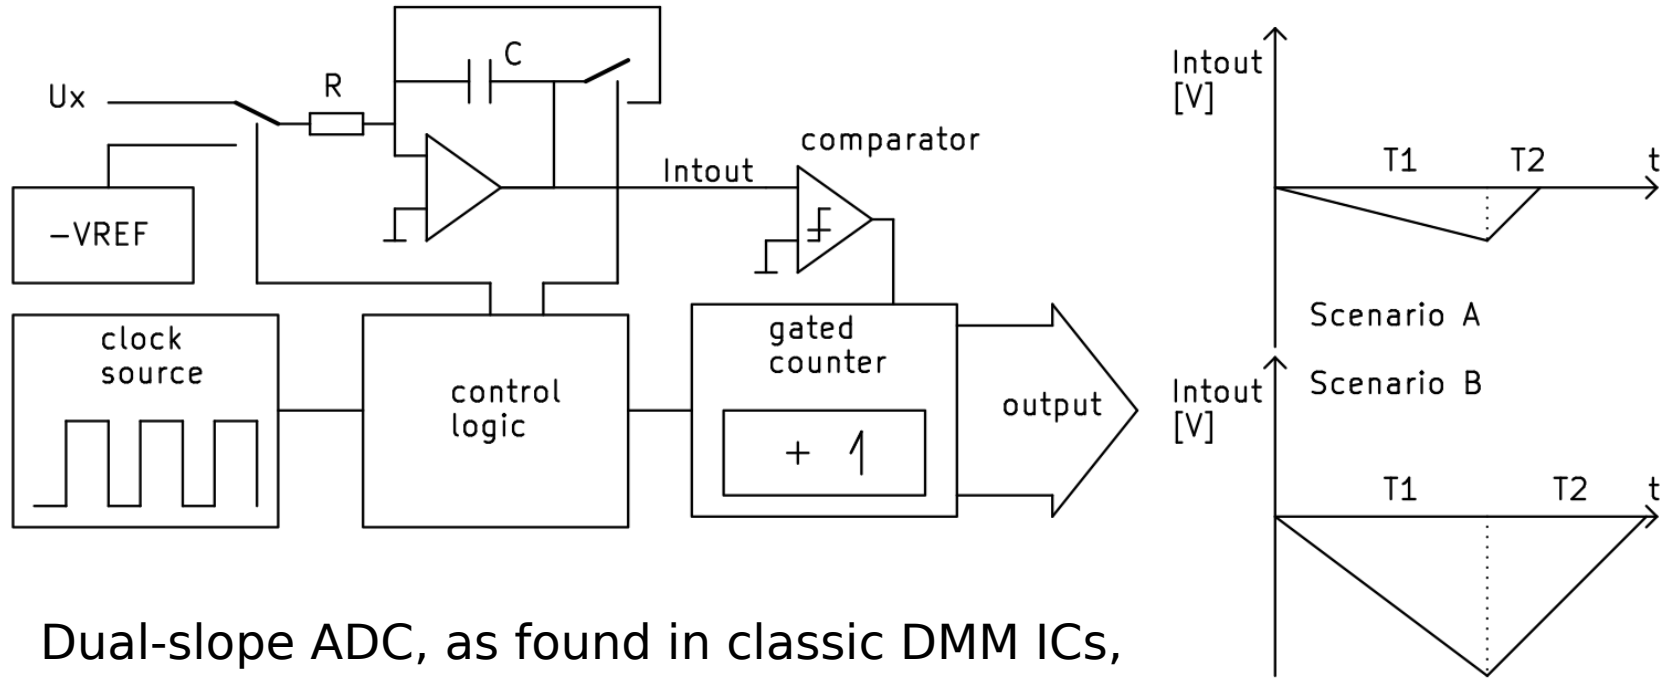 C
R
Ux
comparator
Intout
-VREF
clock
source
control
logic
gated
counter
+ 1
output
Intout
[V]
T1
T2
t
Scenario A
Scenario B
Intout
[V]
T1
T2
t
Dual-slope ADC, as found in classic DMM ICs,